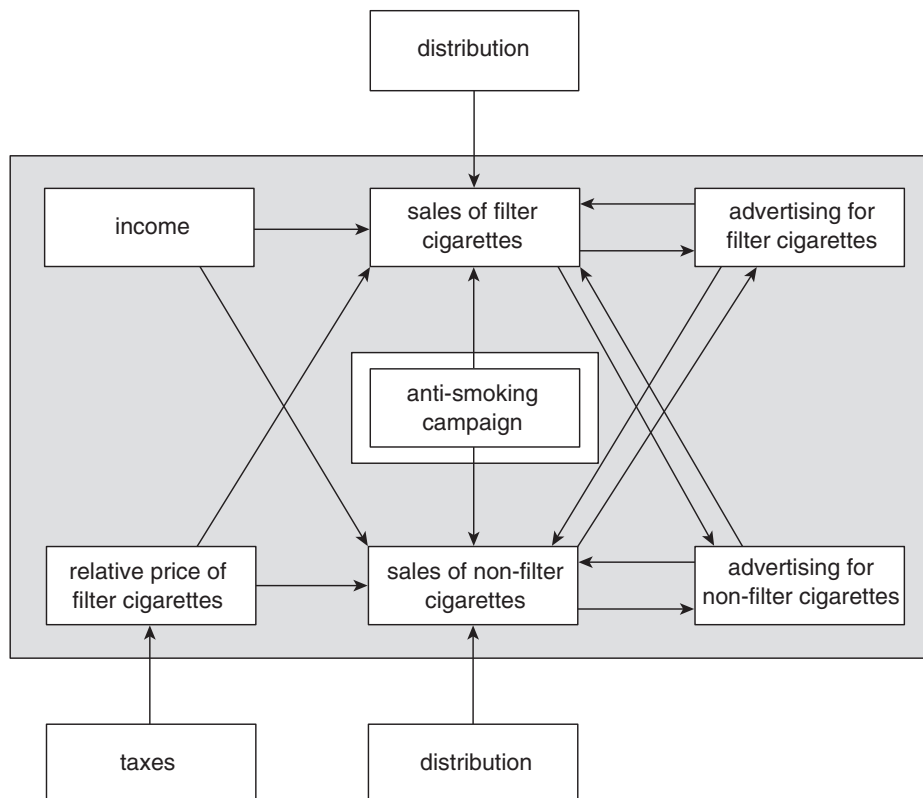 distribution
income
sales of filter
cigarettes
advertising for
filter cigarettes
anti-smoking
campaign
relative price of
filter cigarettes
sales of non-filter
cigarettes
advertising for
non-filter cigarettes
taxes
distribution